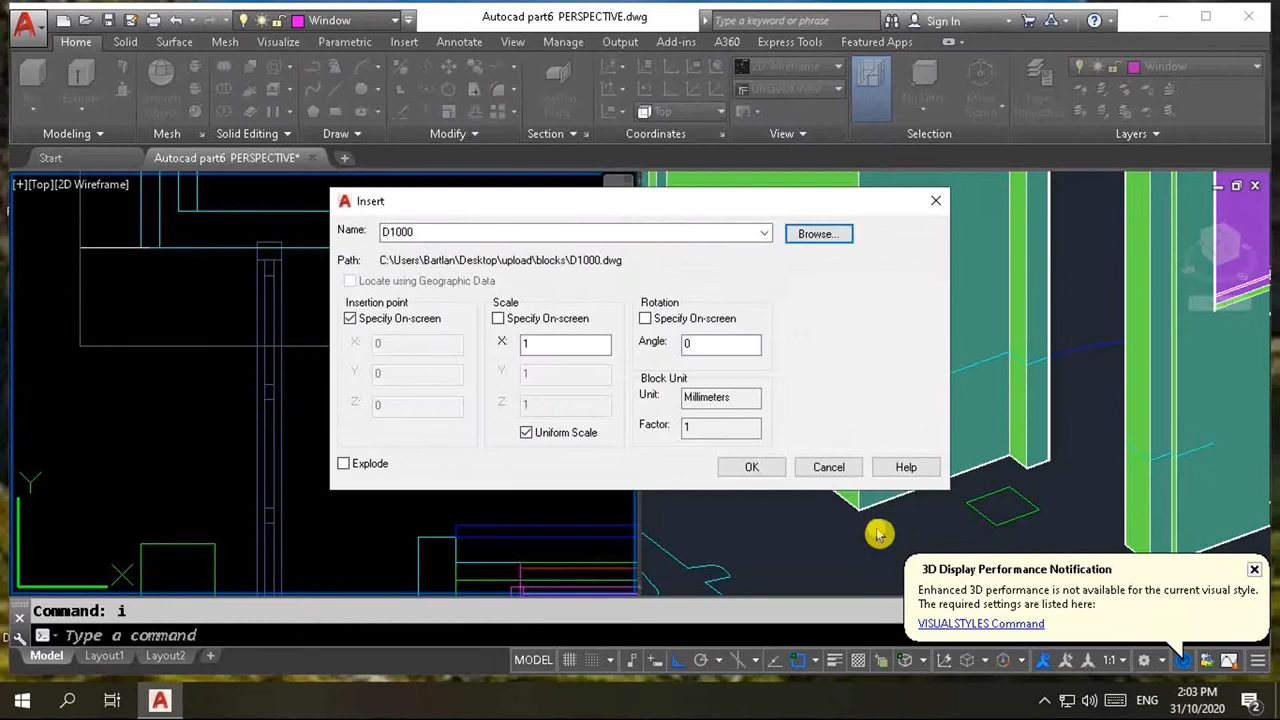 Window
Autocad part6 PERSPECTIVE.dwg
Type a keyword or phrase
Sign In
Home
Solid
Surface
Mesh
Visualize
Parametric
Insert
Annotate
View
Manage
Output
Add-ins
A360
Express Tools
Featured Apps
2D Wireframe
Window
Top
Modeling
Mesh
Solid Editing
Draw
Modify
Section
Coordinates
View
Selection
Layers
Start
Autocad part6 PERSPECTIVE*
[+][Top][2D Wireframe]
Insert
Name:
D1000
Browse...
Path:
C:\Users\Bartlan\Desktop\upload\blocks\D1000.dwg
Locate using Geographic Data
Insertion point
Scale
Rotation
Specify On-screen
Specify On-screen
Specify On-screen
X: 0
X: 1
Angle: 0
Y: 0
Y: 1
Block Unit
Unit: Millimeters
Z: 0
Z: 1
Factor: 1
Uniform Scale
Explode
OK
Cancel
Help
Y
X
3D Display Performance Notification
Enhanced 3D performance is not available for the current visual style.
The required settings are listed here:
VISUALSTYLES Command
Command: i
Type a command
Model
Layout1
Layout2
MODEL
1:1
ENG
2:03 PM
31/10/2020
2